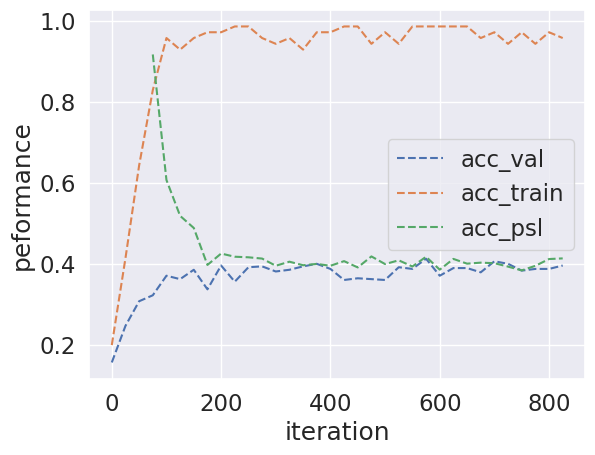 1.0
0.8
0.6
0.4
0.2
peformance
acc_val
acc_train
acc_psl
0 200 400 600 800
iteration